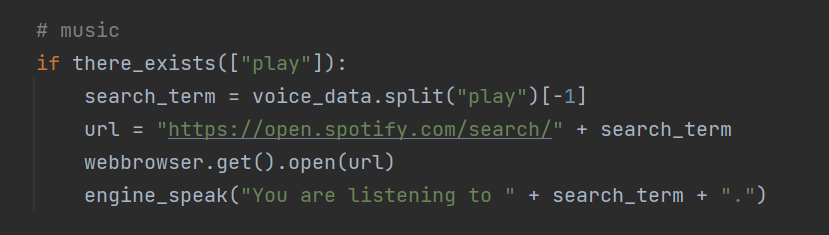 # music
if there_exists(["play"]):
    search_term = voice_data.split("play")[-1]
    url = "https://open.spotify.com/search/" + search_term
    webbrowser.get().open(url)
    engine_speak("You are listening to " + search_term + ".")